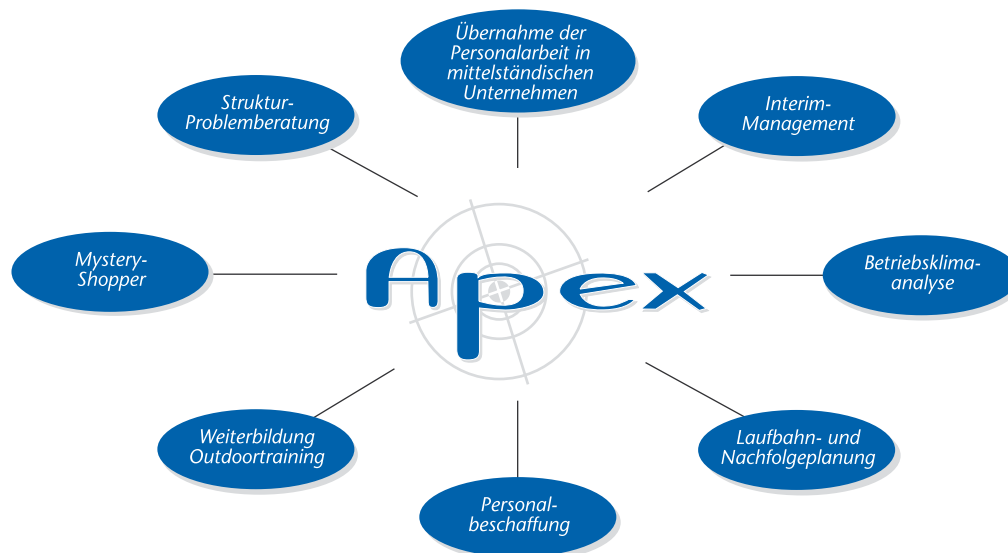 Übernahme der
Personalarbeit in
mittelständischen
Unternehmen
Struktur-
Problemberatung
Interim-
Management
Mystery-
Shopper
Apex
Betriebsklima-
analyse
Weiterbildung
Outdoortraining
Laufbahn- und
Nachfolgeplanung
Personal-
beschaffung